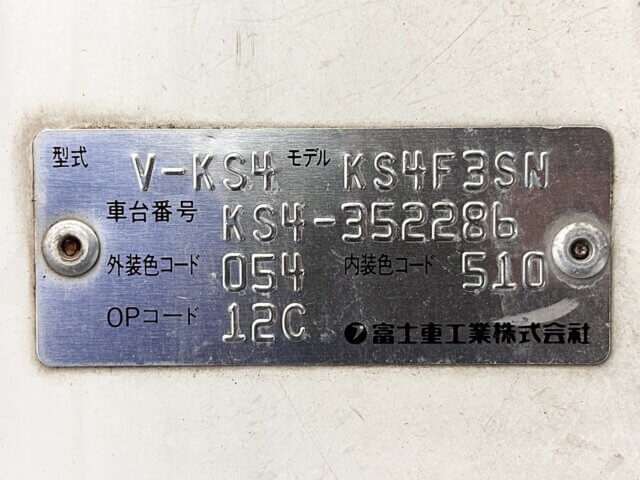 型式 V-KS4 モデル KS4F3SN
車台番号 KS4-352286
外装色コード 054 内装色コード 510
OPコード 12C 富士重工業株式会社